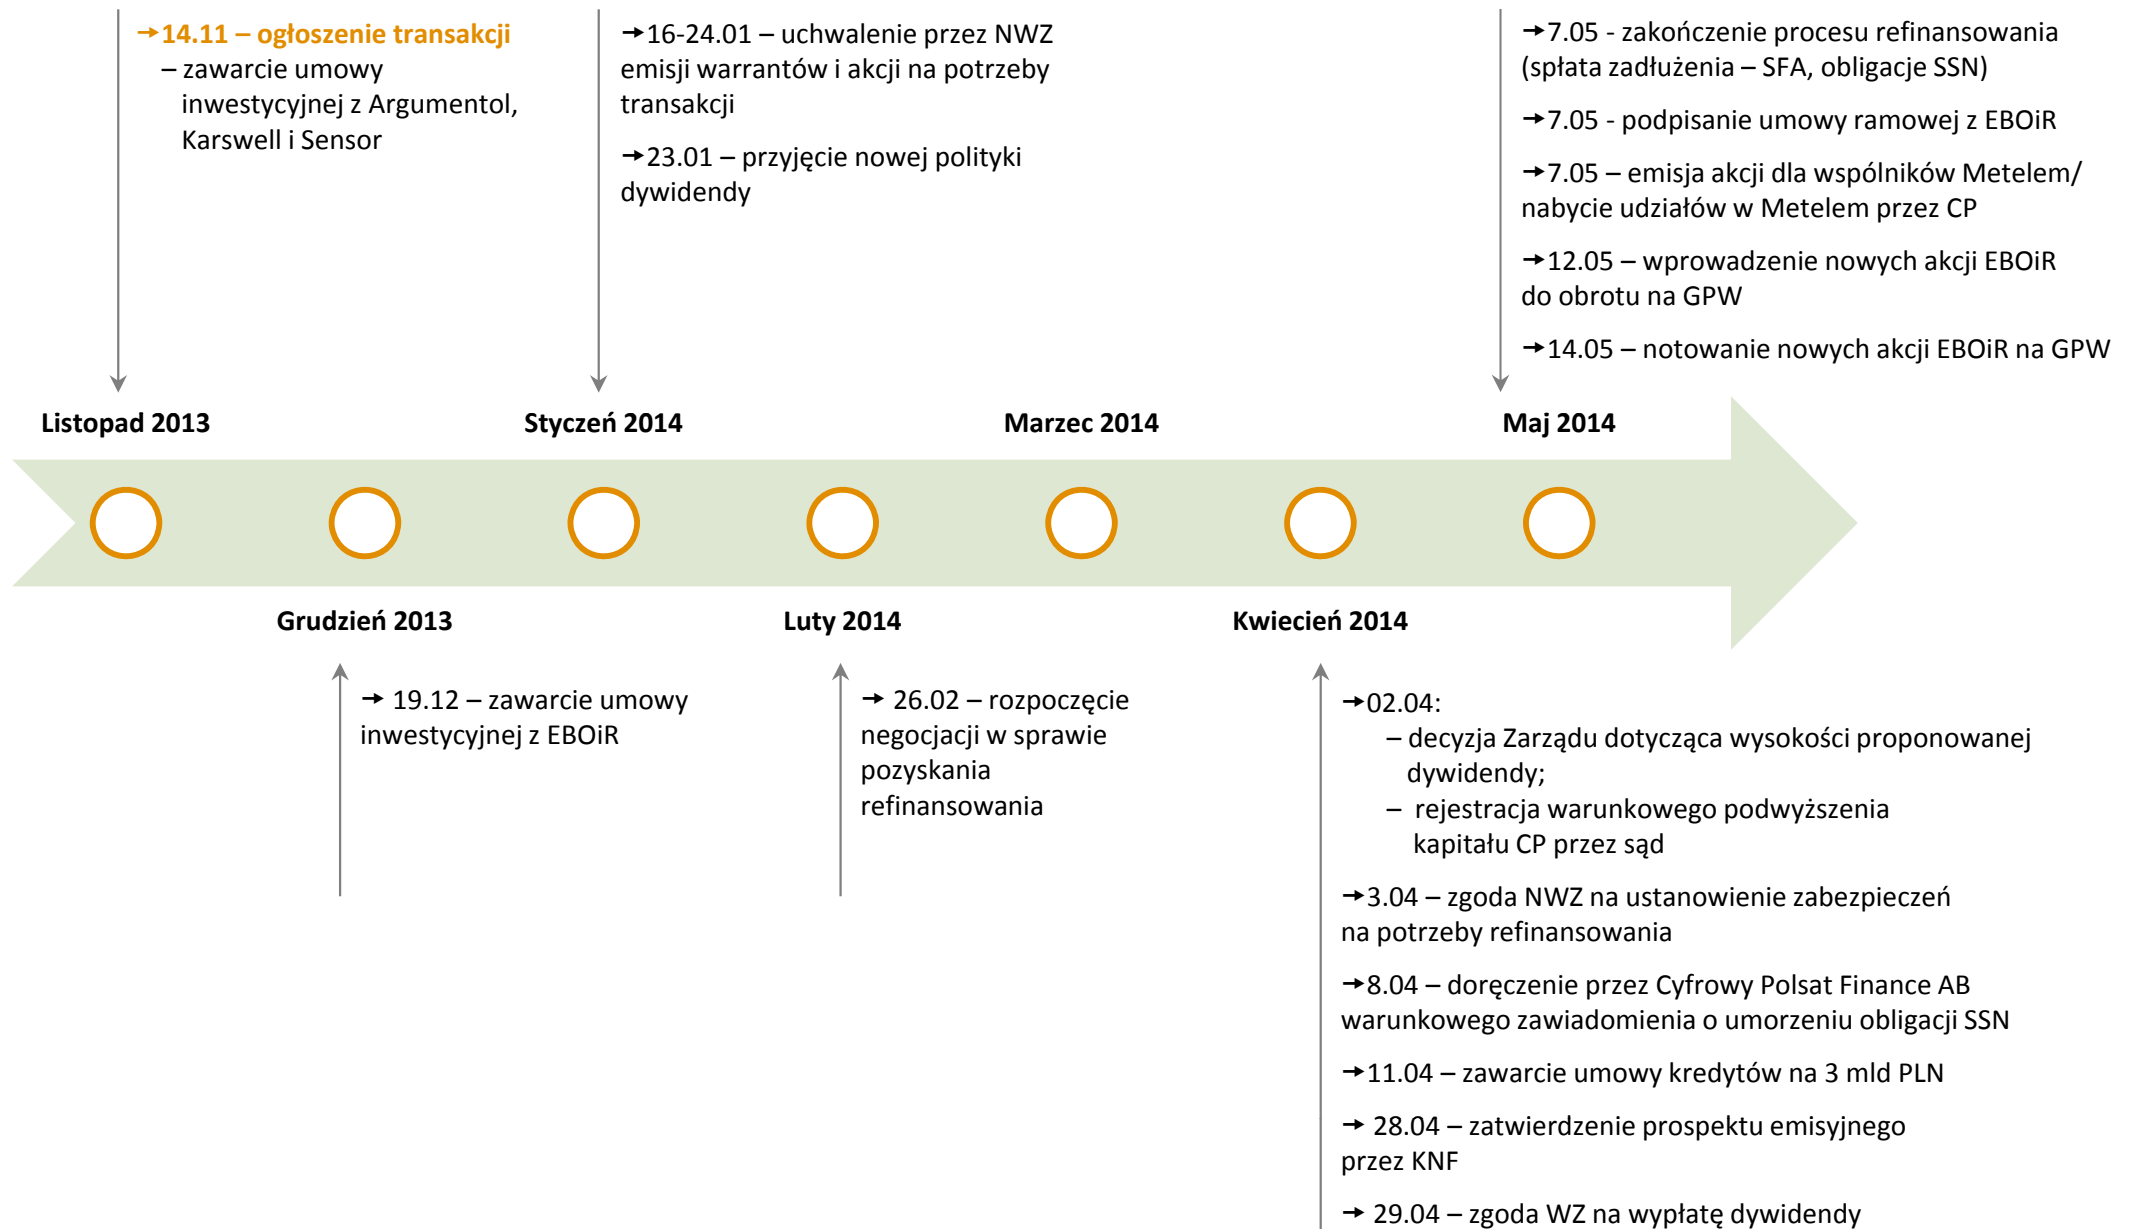 →14.11 – ogłoszenie transakcji
– zawarcie umowy
inwestycyjnej z Argumentol,
Karswell i Sensor
→16-24.01 – uchwalenie przez NWZ
emisji warrantów i akcji na potrzeby
transakcji
→23.01 – przyjęcie nowej polityki
dywidendy
→7.05 - zakończenie procesu refinansowania
(spłata zadłużenia – SFA, obligacje SSN)
→7.05 - podpisanie umowy ramowej z EBOiR
→7.05 – emisja akcji dla wspólników Metelem/
nabycie udziałów w Metelem przez CP
→12.05 – wprowadzenie nowych akcji EBOiR
do obrotu na GPW
→14.05 – notowanie nowych akcji EBOiR na GPW
Listopad 2013
Styczeń 2014
Marzec 2014
Maj 2014
Grudzień 2013
Luty 2014
Kwiecień 2014
→ 19.12 – zawarcie umowy
inwestycyjnej z EBOiR
→ 26.02 – rozpoczęcie
negocjacji w sprawie
pozyskania
refinansowania
→02.04:
– decyzja Zarządu dotycząca wysokości proponowanej
dywidendy;
– rejestracja warunkowego podwyższenia
kapitału CP przez sąd
→3.04 – zgoda NWZ na ustanowienie zabezpieczeń
na potrzeby refinansowania
→8.04 – doręczenie przez Cyfrowy Polsat Finance AB
warunkowego zawiadomienia o umorzeniu obligacji SSN
→11.04 – zawarcie umowy kredytów na 3 mld PLN
→ 28.04 – zatwierdzenie prospektu emisyjnego
przez KNF
→ 29.04 – zgoda WZ na wypłatę dywidendy